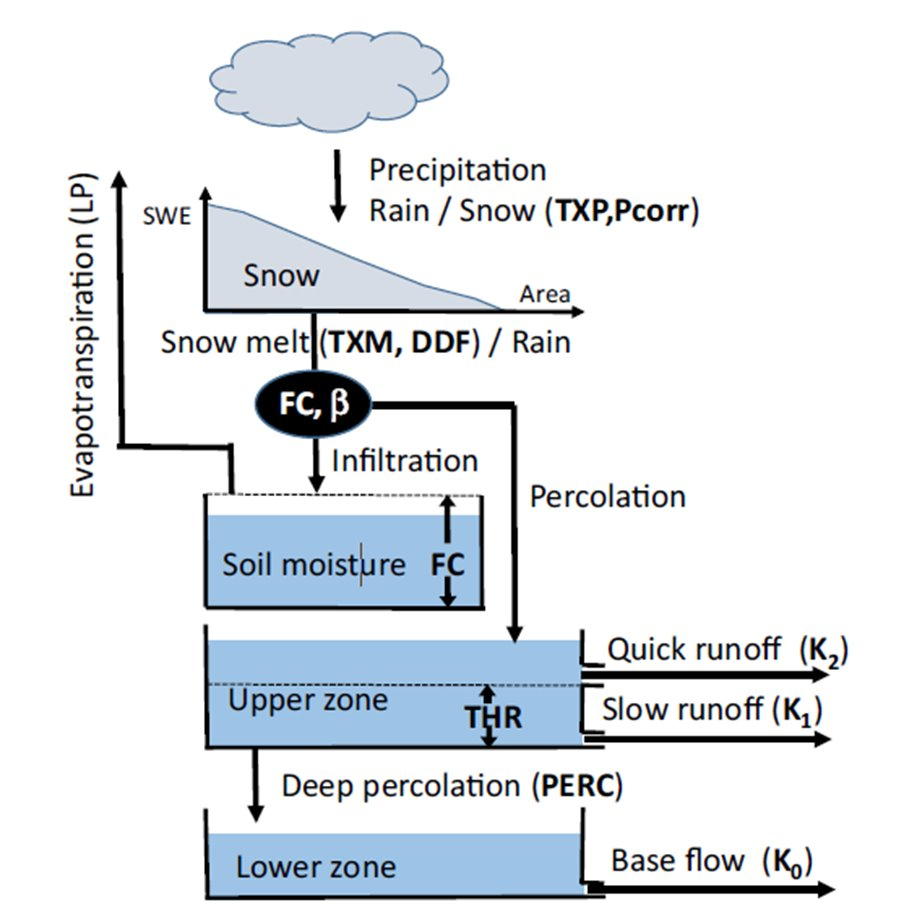 Precipitation
Rain / Snow (TXP,Pcorr)
Evapotranspiration (LP)
SWE
Snow
Area
Snow melt (TXM, DDF) / Rain
FC, β
Infiltration
Percolation
Soil moisture
FC
Quick runoff (K2)
Upper zone
THR
Slow runoff (K1)
Deep percolation (PERC)
Lower zone
Base flow (K0)